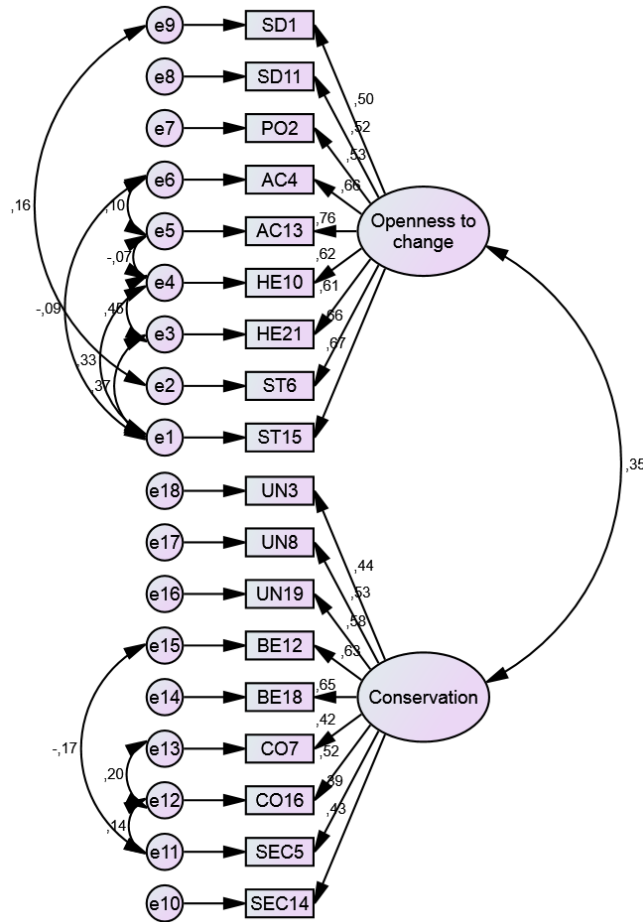 e9 SD1
e8 SD11
,50
e7 PO2
,52
,53
e6 AC4
,66
,16
,10
e5 AC13
,76
Openness to
change
-,07
,62
e4 HE10
,61
-,09
,45
e3 HE21
,66
,67
,33
e2 ST6
,37
e1 ST15
,35
e18 UN3
e17 UN8
,44
e16 UN19
,53
,58
e15 BE12
,63
e14 BE18
,65
Conservation
,42
e13 CO7
,52
-,17
,20
e12 CO16
,39
,14
,43
e11 SEC5
e10 SEC14